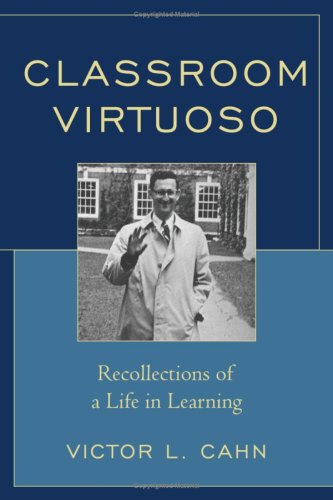 CLASSROOM
VIRTUOSO
Recollections of
a Life in Learning
VICTOR L. CAHN